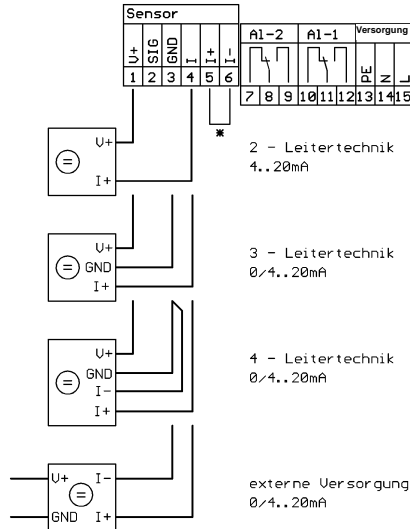 Sensor
Al-2 Al-1 Versorgung
V+ SIG GND I I+ I- PE N L
1 2 3 4 5 6 7 8 9 10 11 12 13 14 15
*
V+
I+
=
2 - Leitertechnik
4..20mA
V+
GND
I+
=
3 - Leitertechnik
0/4..20mA
V+
GND
I-
I+
=
4 - Leitertechnik
0/4..20mA
V+ I-
=
GND I+
externe Versorgung
0/4..20mA